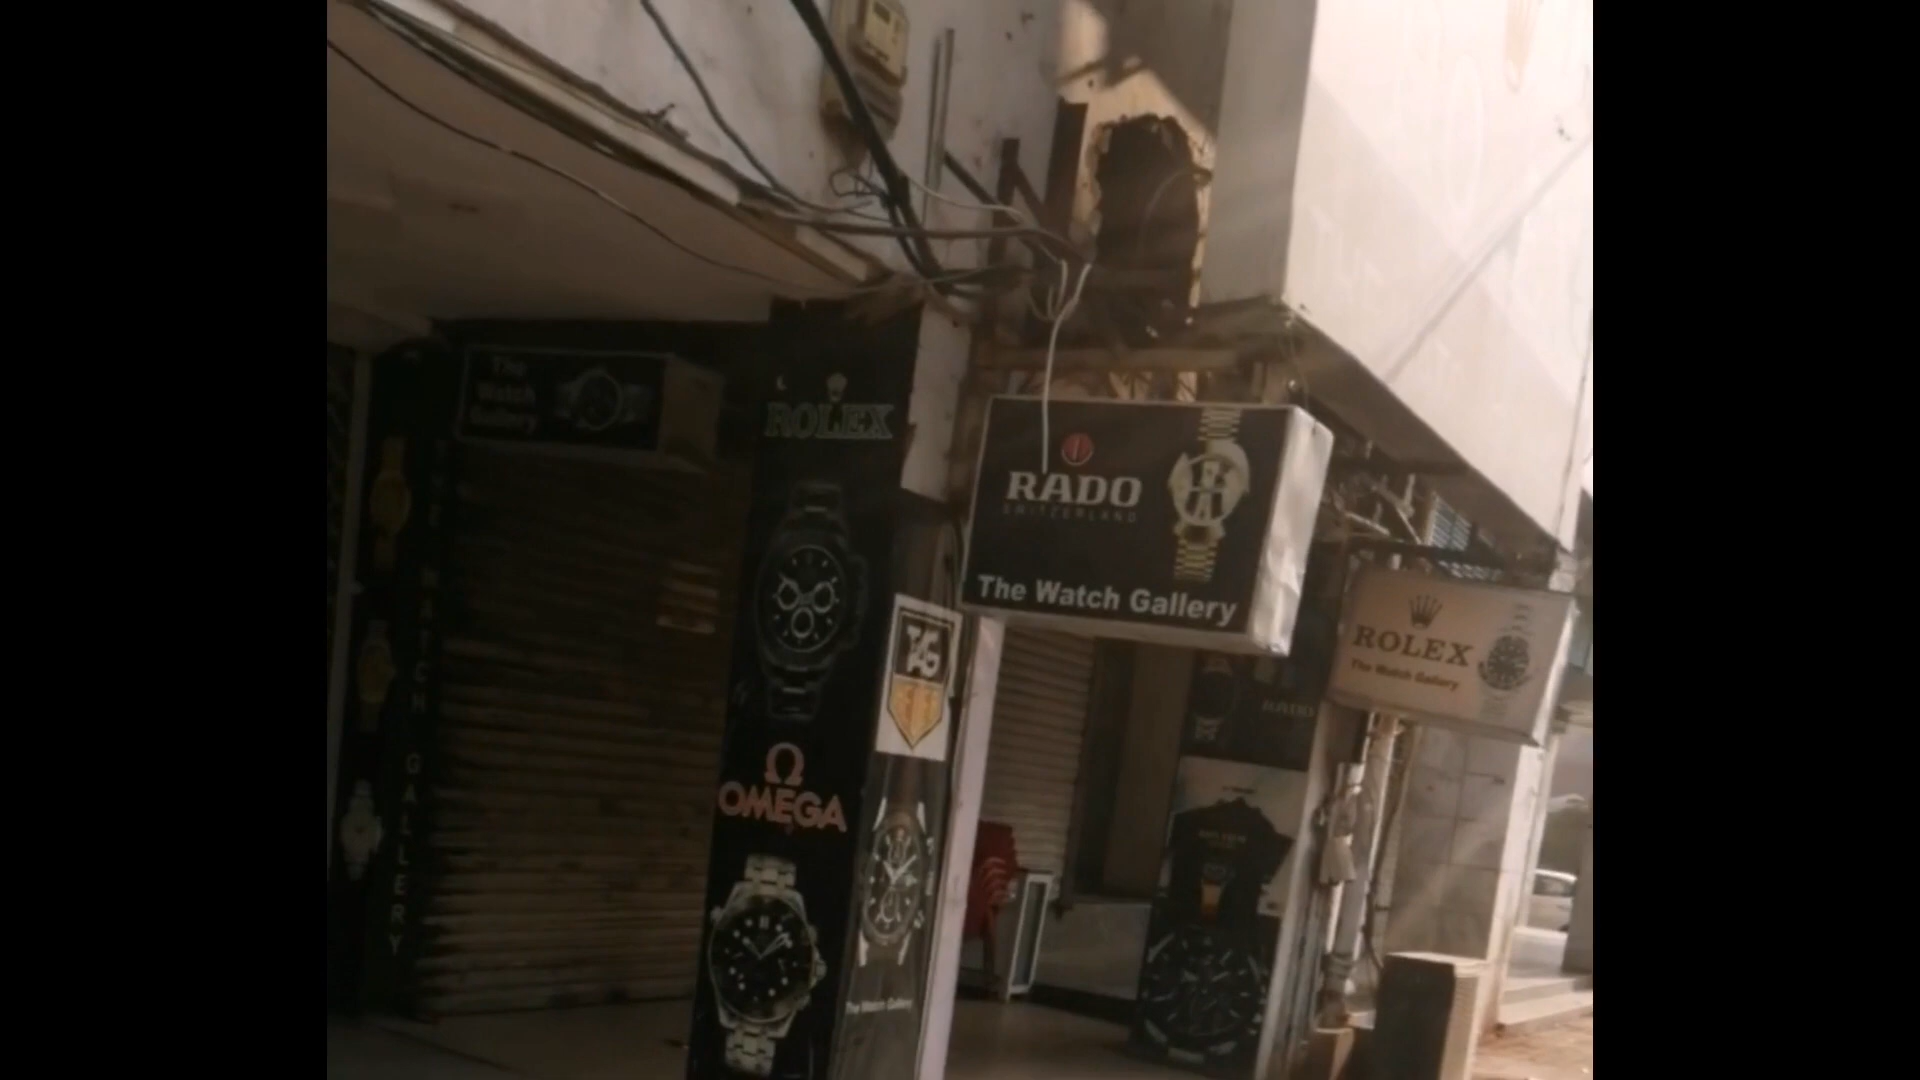 The
Watch
Gallery
ROLEX
RADO
SWITZERLAND
The Watch Gallery
ROLEX
The Watch Gallery
TAG
RADO
WATCH GALLERY
OMEGA
The Watch Gallery